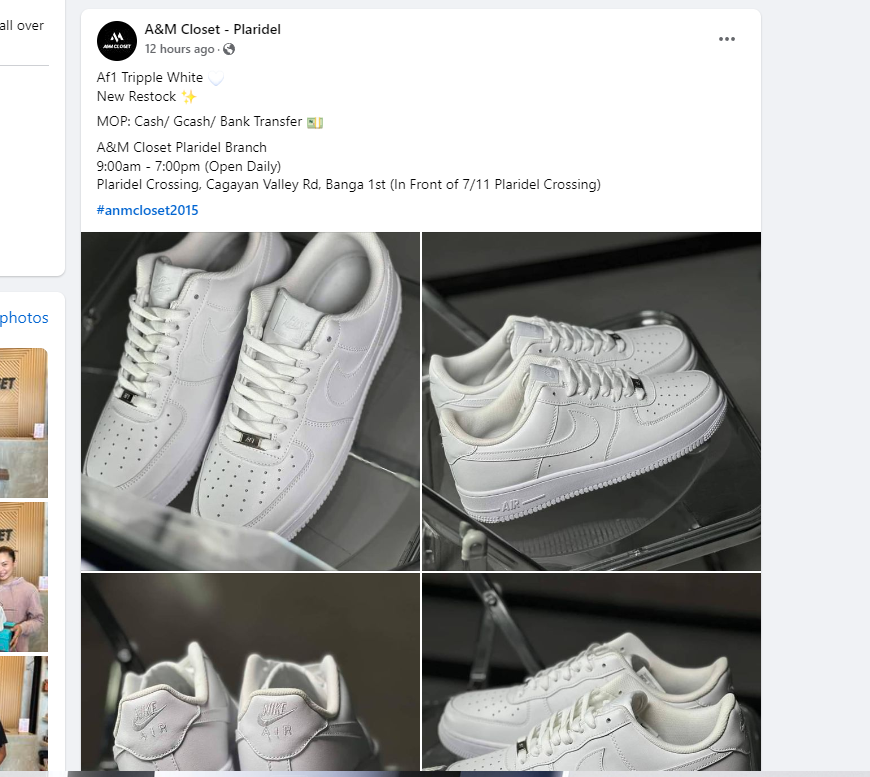 all over
A&M Closet - Plaridel
12 hours ago ·
Af1 Tripple White 🤍
New Restock ✨
MOP: Cash/ Gcash/ Bank Transfer 💵
A&M Closet Plaridel Branch
9:00am - 7:00pm (Open Daily)
Plaridel Crossing, Cagayan Valley Rd, Banga 1st (In Front of 7/11 Plaridel Crossing)
#anmcloset2015
photos
AIR
NIKE
AIR
NIKE
AIR